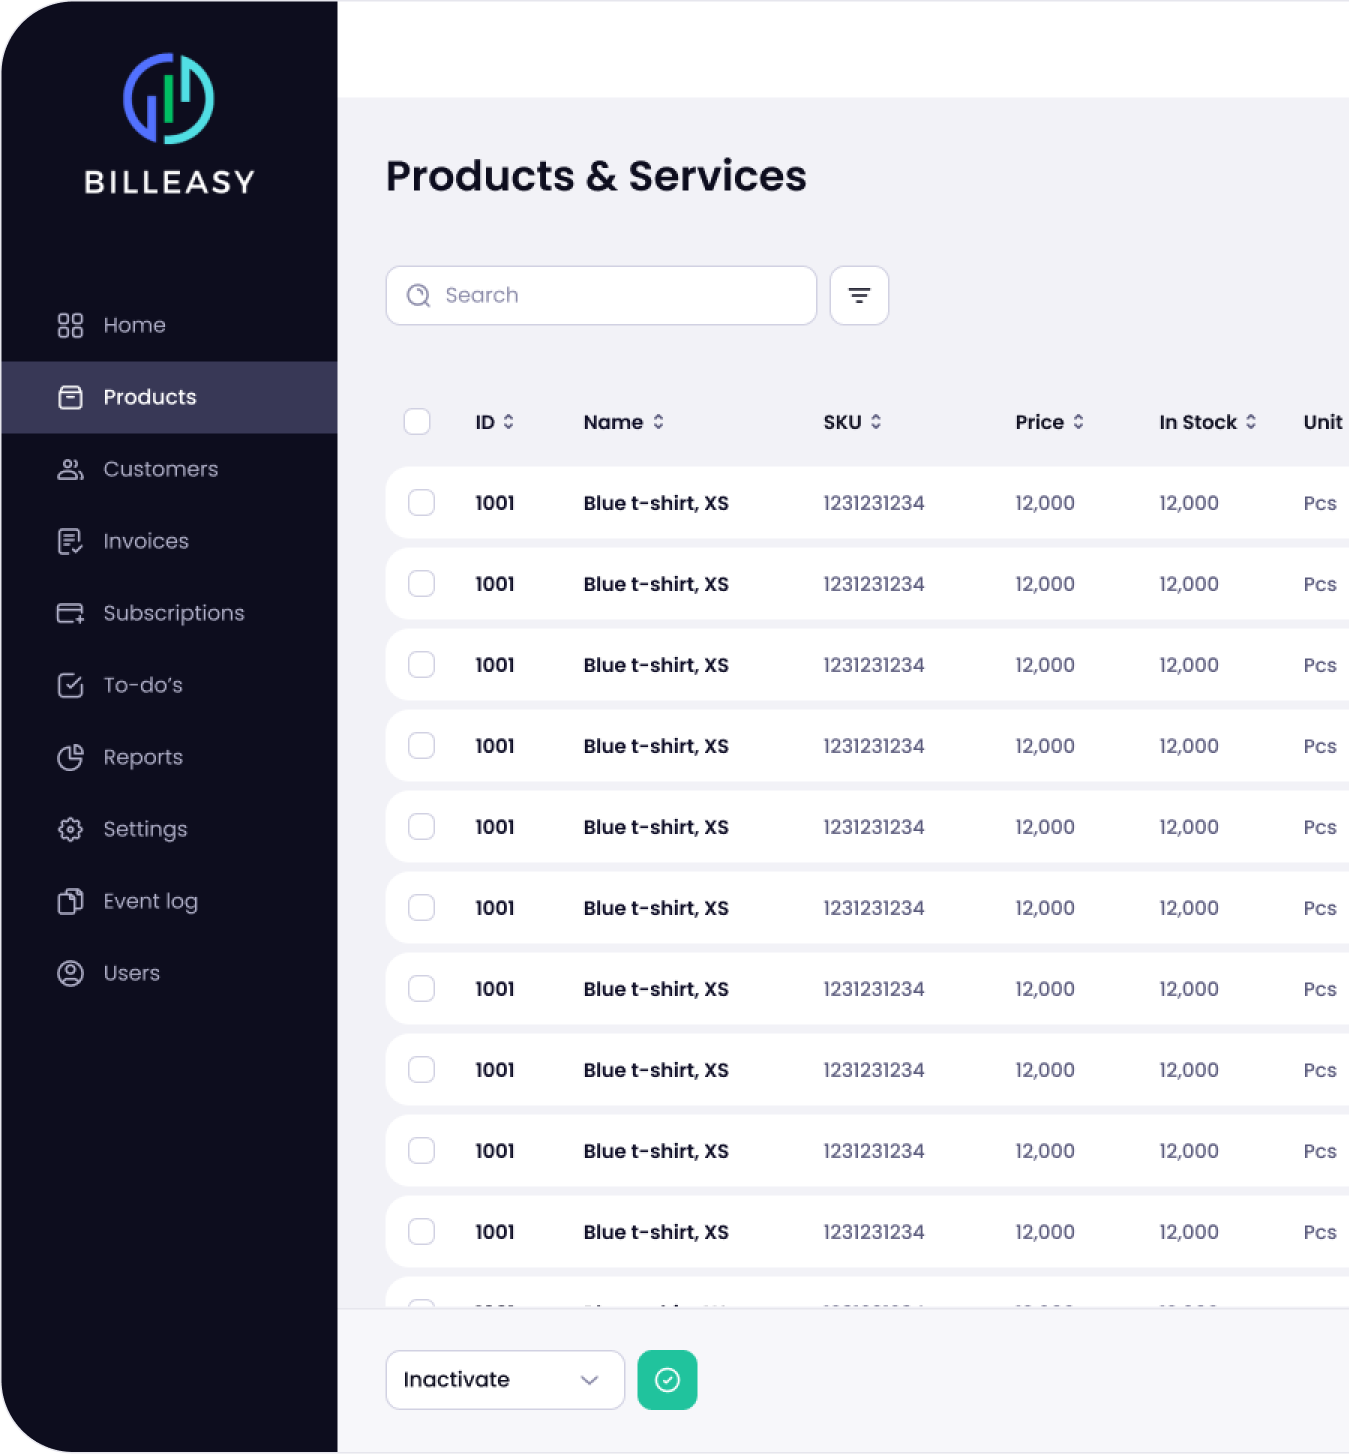 BILLEASY
Home
Products
Customers
Invoices
Subscriptions
To-do’s
Reports
Settings
Event log
Users
Products & Services
Search
ID Name SKU Price In Stock Unit
1001 Blue t-shirt, XS 1231231234 12,000 12,000 Pcs
1001 Blue t-shirt, XS 1231231234 12,000 12,000 Pcs
1001 Blue t-shirt, XS 1231231234 12,000 12,000 Pcs
1001 Blue t-shirt, XS 1231231234 12,000 12,000 Pcs
1001 Blue t-shirt, XS 1231231234 12,000 12,000 Pcs
1001 Blue t-shirt, XS 1231231234 12,000 12,000 Pcs
1001 Blue t-shirt, XS 1231231234 12,000 12,000 Pcs
1001 Blue t-shirt, XS 1231231234 12,000 12,000 Pcs
1001 Blue t-shirt, XS 1231231234 12,000 12,000 Pcs
1001 Blue t-shirt, XS 1231231234 12,000 12,000 Pcs
Inactivate